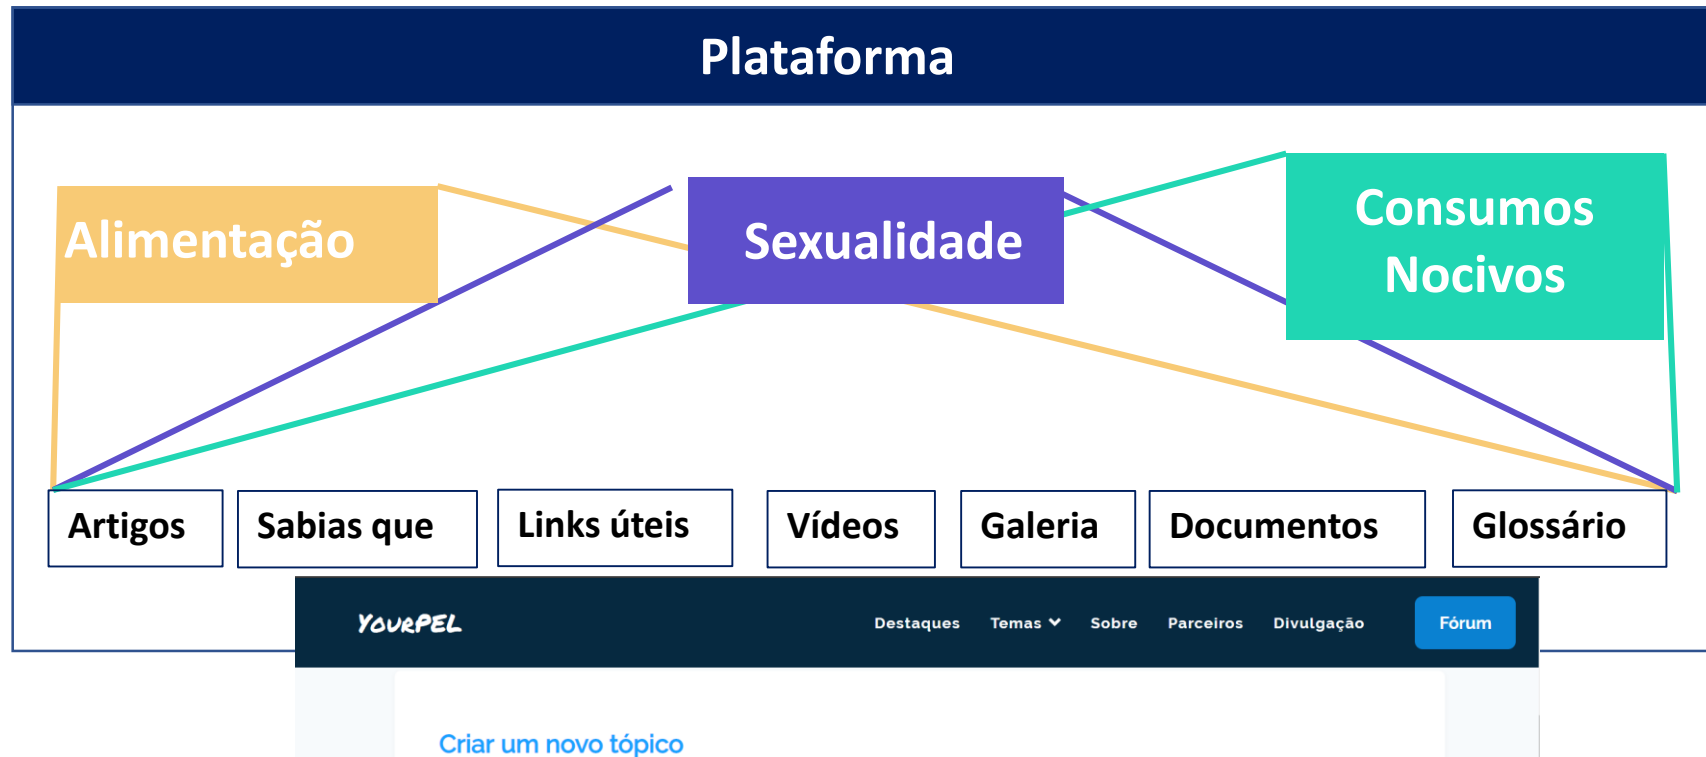 Plataforma
Alimentação
Sexualidade
Consumos
Nocivos
Artigos
Sabias que
Links úteis
Vídeos
Galeria
Documentos
Glossário
YOURPEL
Destaques Temas Sobre Parceiros Divulgação Fórum
Criar um novo tópico